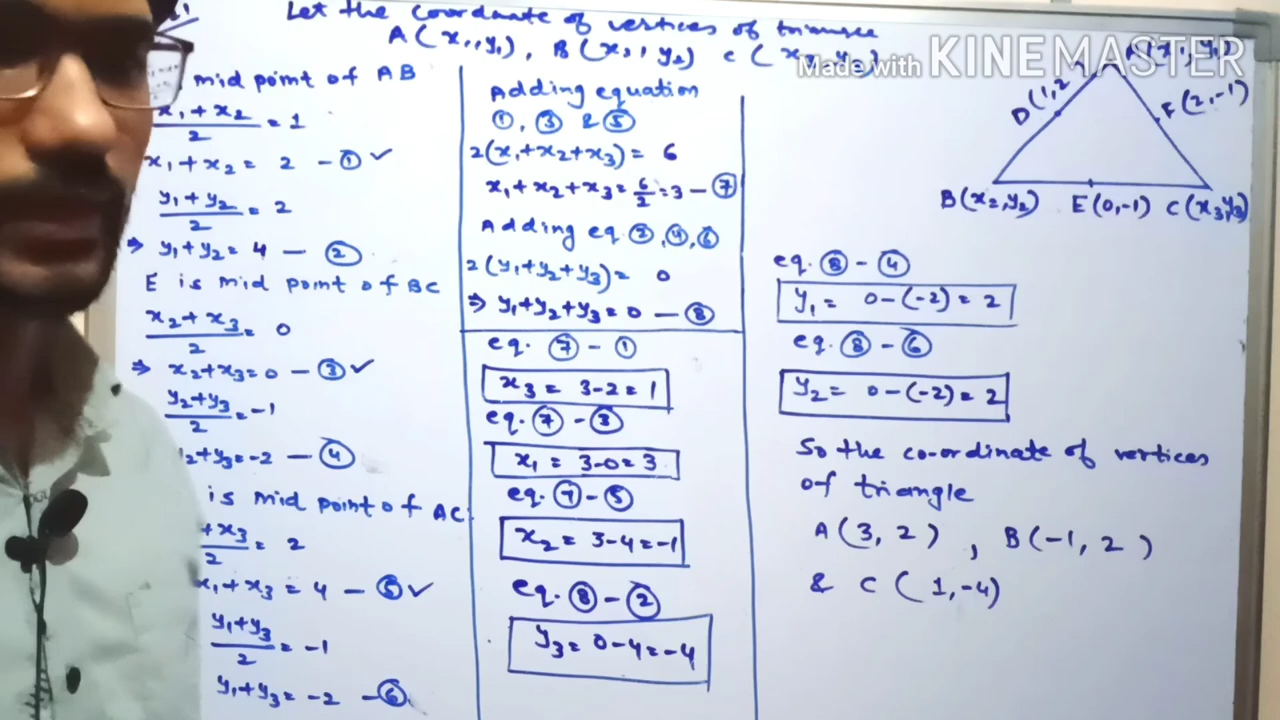 Let the coordinate of vertices of triangle
A(x₁,y₁), B(x₂, y₂) C(x₃, y₃)
Made with KINEMASTER
mid point of AB
x₁ + x₂ / 2 = 1
x₁ + x₂ = 2 - ① ✓
y₁ + y₂ / 2 = 2
⇒ y₁ + y₂ = 4 — ②
E is mid point of BC
x₂ + x₃ / 2 = 0
⇒ x₂+x₃=0 - ③ ✓
y₂+y₃ / 2 = -1
₂+y₃=-2 — ④
is mid point of AC
+x₃ / 2 = 2
x₁+x₃ = 4 - ⑤ ✓
y₁+y₃ / 2 = -1
y₁+y₃ = -2 - ⑥
Adding equation
①, ③ & ⑤
2(x₁+x₂+x₃) = 6
x₁+x₂+x₃ = 6/2 = 3 - ⑦
Adding eq. ②, ④, ⑥
2(y₁+y₂+y₃) = 0
⇒ y₁+y₂+y₃ = 0 — ⑧
eq. ⑦ - ①
x₃ = 3-2 = 1
eq. ⑦ - ③
x₁ = 3-0 = 3
eq. ⑦ - ⑤
x₂ = 3-4 = -1
eq. ⑧ - ②
y₃ = 0-4 = -4
A(x₁, y₁)
D(1,2
F(2,-1)
B(x₂,y₂) E(0,-1) C(x₃,y₃)
eq. ⑧ - ④
y₁ = 0-(-2) = 2
eq. ⑧ - ⑥
y₂ = 0-(-2) = 2
So the co-ordinate of vertices
of triangle
A(3, 2), B(-1, 2)
& C(1,-4)